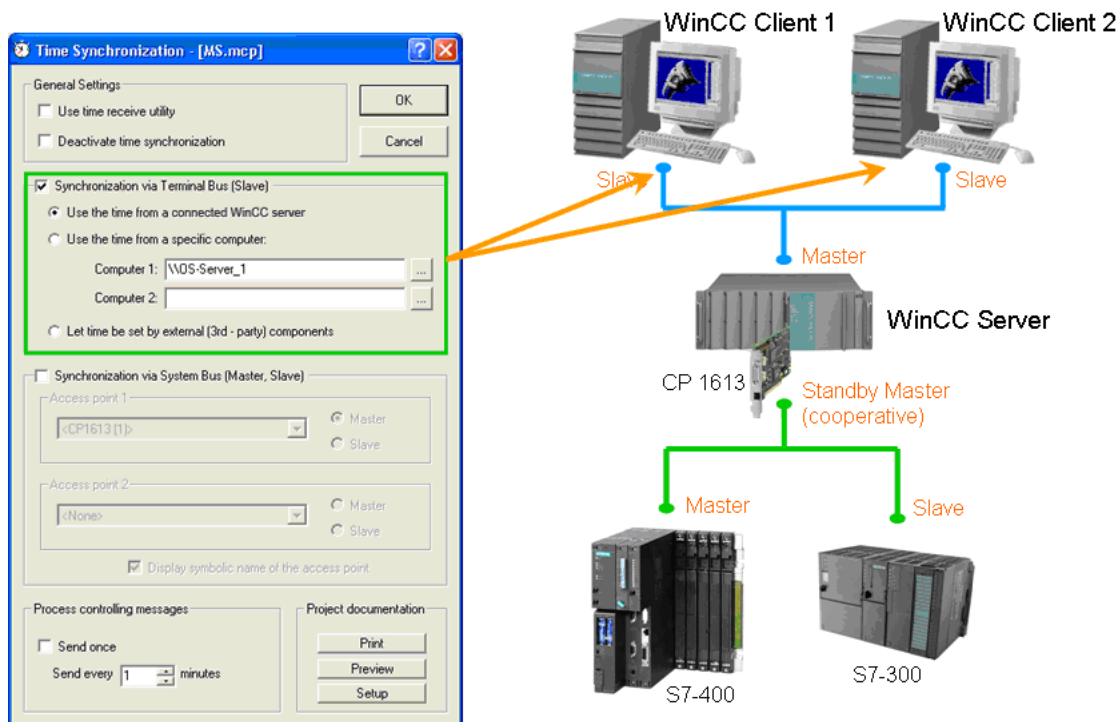 Time Synchronization - [MS.mcp]
General Settings
Use time receive utility
Deactivate time synchronization
OK
Cancel
Synchronization via Terminal Bus (Slave)
Use the time from a connected WinCC server
Use the time from a specific computer:
Computer 1: \\OS-Server_1 ...
Computer 2: ...
Let time be set by external (3rd - party) components
Synchronization via System Bus (Master, Slave)
Access point 1
<CP1613 [1]>
Master
Slave
Access point 2
<None>
Master
Slave
Display symbolic name of the access point
Process controlling messages
Send once
Send every 1 minutes
Project documentation
Print
Preview
Setup
WinCC Client 1
WinCC Client 2
Slave
Slave
Master
WinCC Server
CP 1613
Standby Master
(cooperative)
Master
Slave
S7-400
S7-300